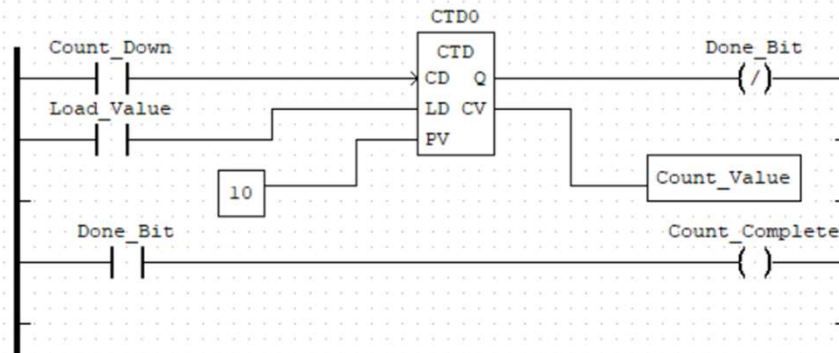 CTD0
Count_Down
CTD
Done_Bit
CD Q
(/)
Load_Value
LD CV
PV
10
Count_Value
Done_Bit
Count_Complete
( )